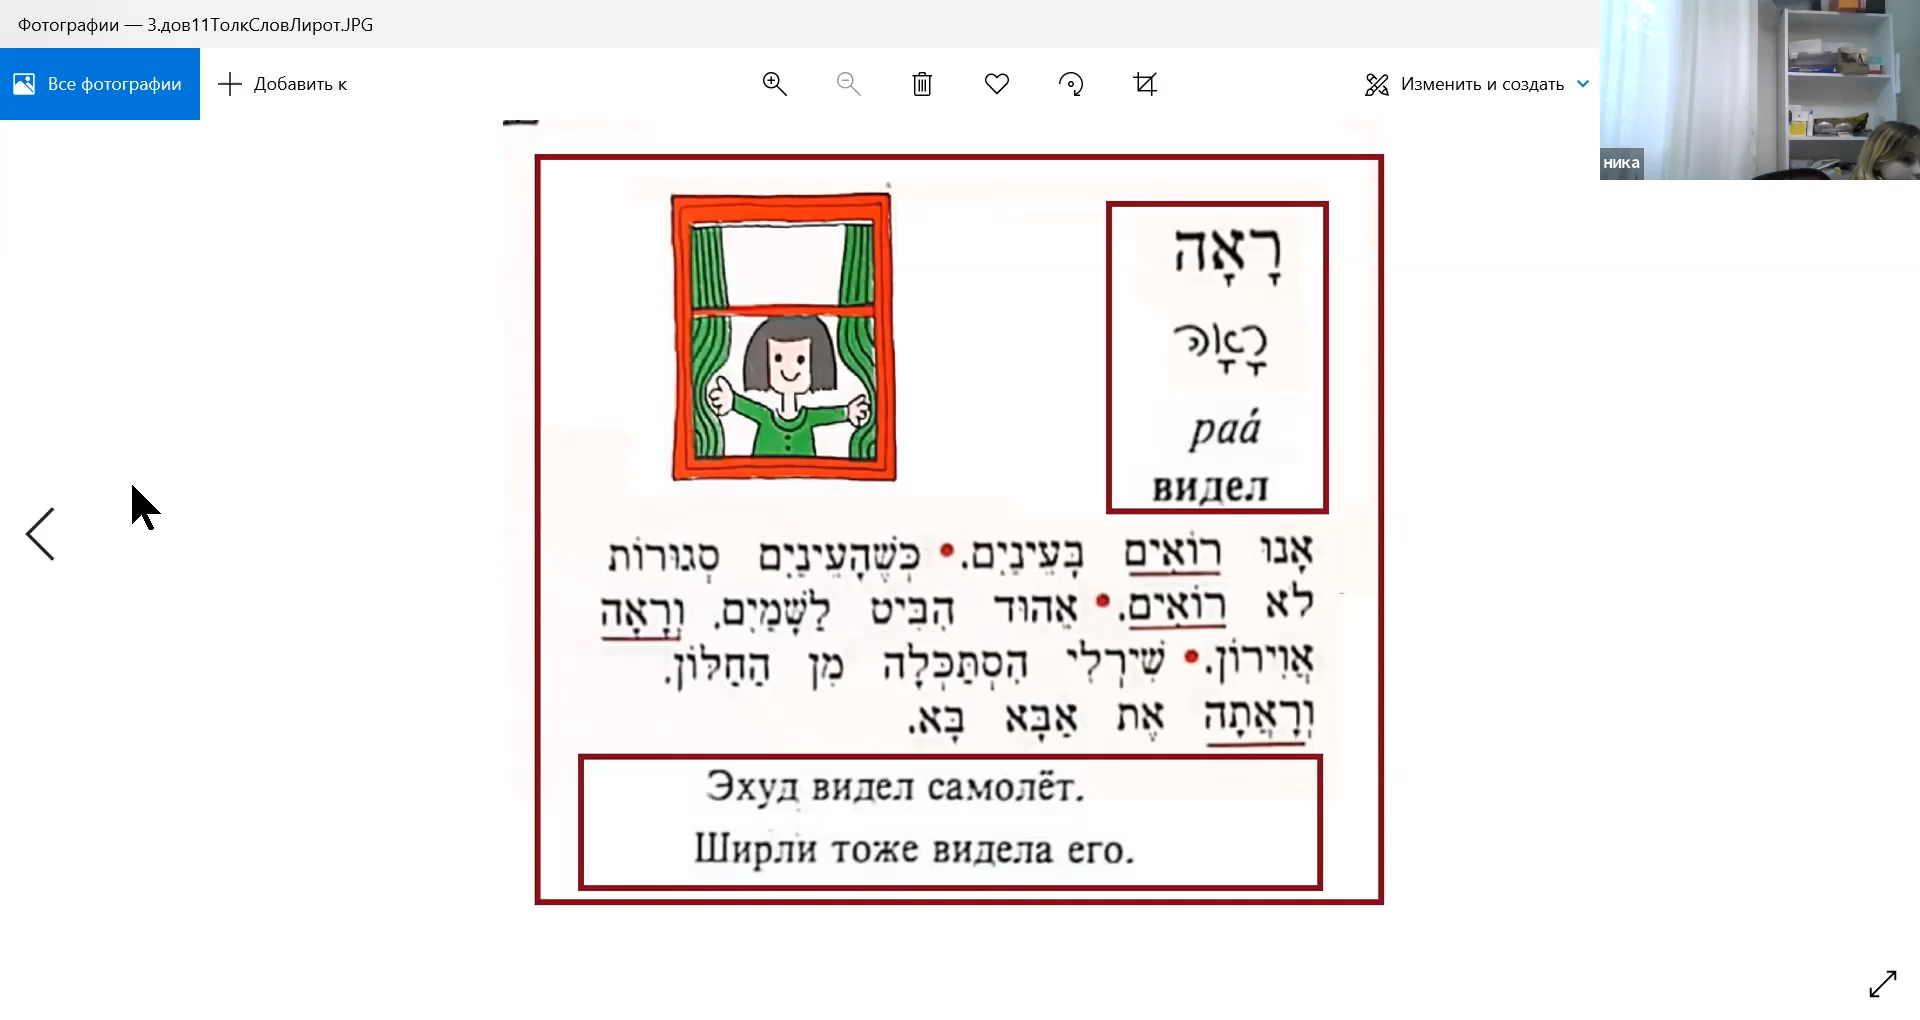 Фотографии — 3.дов11ТолкСловЛирот.JPG
Все фотографии
Добавить к
Изменить и создать
ника
רָאָה
רָאָה
раа́
видел
אָנוּ רוֹאִים בָּעֵינַיִם. כְּשֶׁהָעֵינַיִם סְגוּרוֹת
לֹא רוֹאִים. אֵהוּד הִבִּיט לַשָּׁמַיִם, וְרָאָה
אֲוִירוֹן. שִׁירְלִי הִסְתַּכְּלָה מִן הַחַלּוֹן,
וְרָאֲתָה אֶת אַבָּא בָּא.
Эхуд видел самолёт.
Ширли тоже видела его.